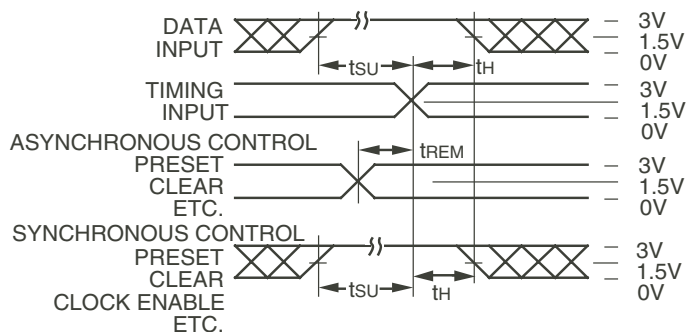 DATA
INPUT
tSU
tH
3V
1.5V
0V
TIMING
INPUT
3V
1.5V
0V
ASYNCHRONOUS CONTROL
PRESET
CLEAR
ETC.
tREM
3V
1.5V
0V
SYNCHRONOUS CONTROL
PRESET
CLEAR
CLOCK ENABLE
ETC.
tSU
tH
3V
1.5V
0V